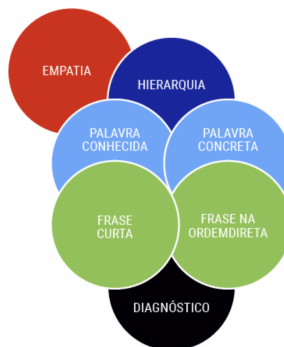 EMPATIA
HIERARQUIA
PALAVRA
CONHECIDA
PALAVRA
CONCRETA
FRASE
CURTA
FRASE NA
ORDEMDIRETA
DIAGNÓSTICO